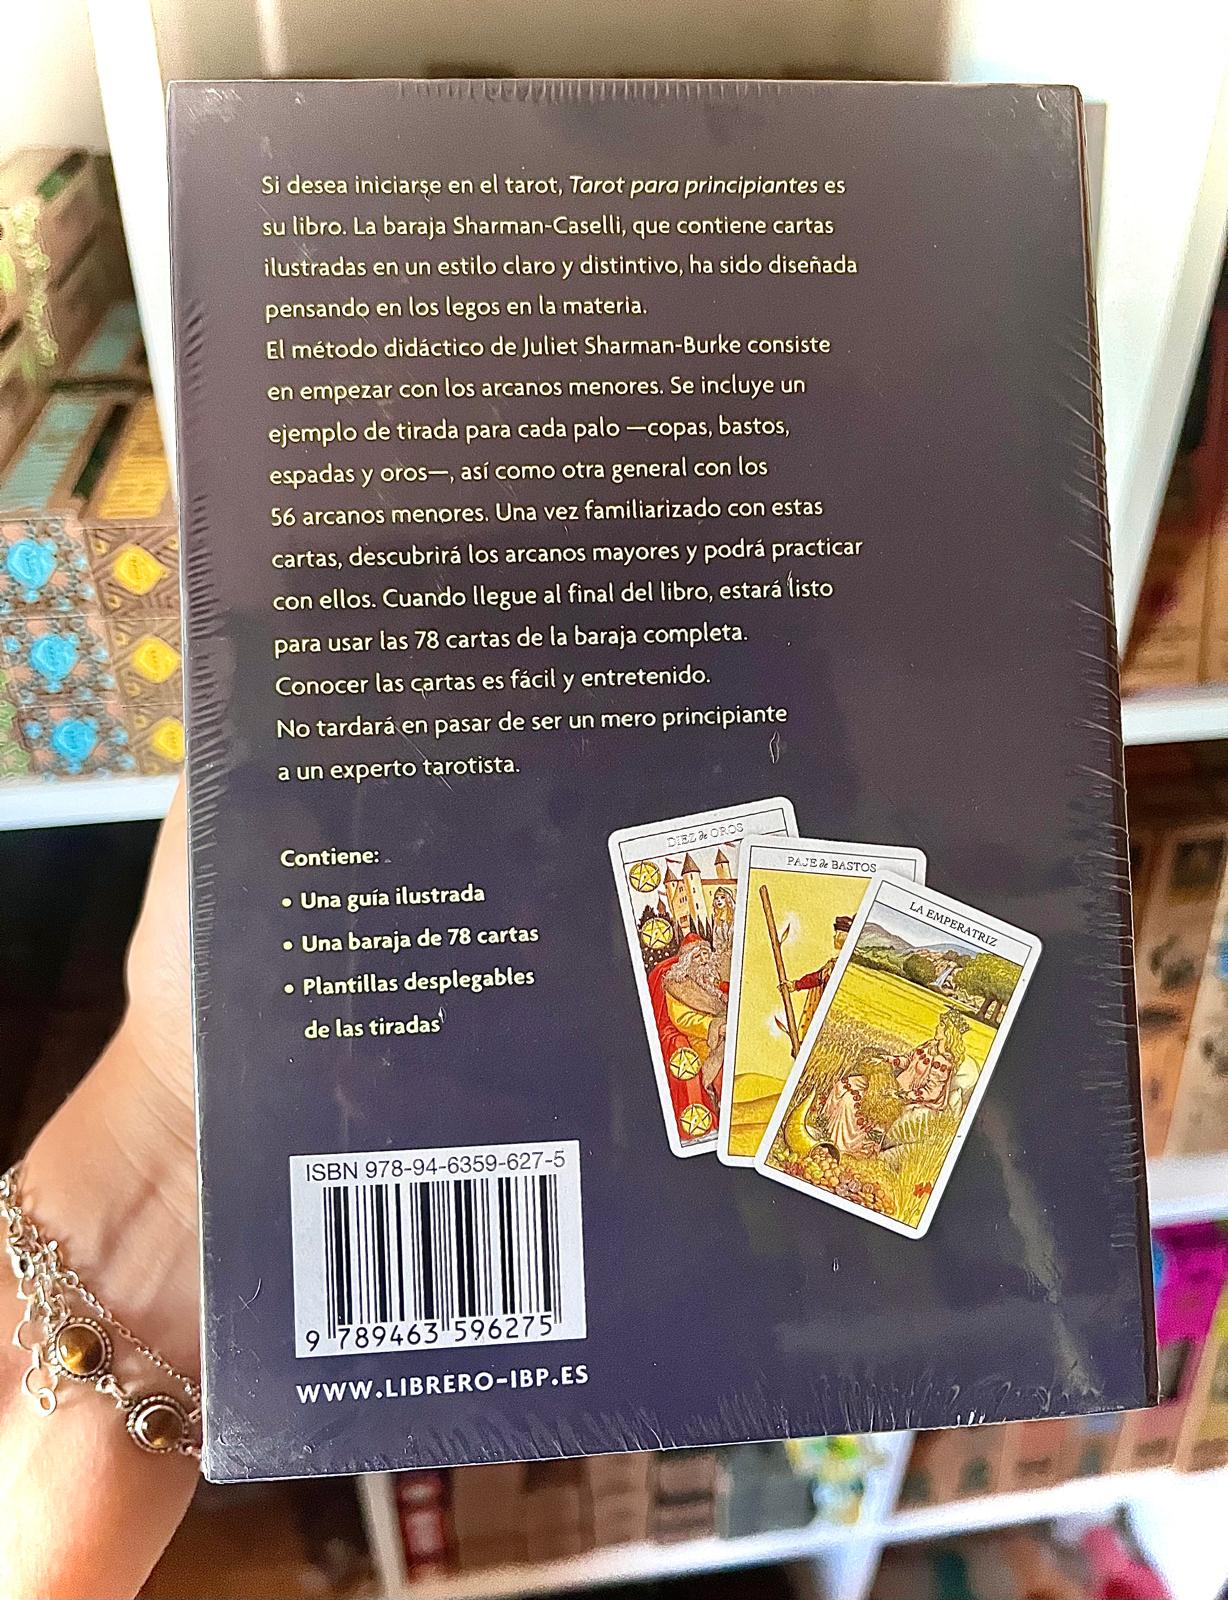 Si desea iniciarse en el tarot, Tarot para principiantes es
su libro. La baraja Sharman-Caselli, que contiene cartas
ilustradas en un estilo claro y distintivo, ha sido diseñada
pensando en los legos en la materia.
El método didáctico de Juliet Sharman-Burke consiste
en empezar con los arcanos menores. Se incluye un
ejemplo de tirada para cada palo —copas, bastos,
espadas y oros—, así como otra general con los
56 arcanos menores. Una vez familiarizado con estas
cartas, descubrirá los arcanos mayores y podrá practicar
con ellos. Cuando llegue al final del libro, estará listo
para usar las 78 cartas de la baraja completa.
Conocer las cartas es fácil y entretenido.
No tardará en pasar de ser un mero principiante
a un experto tarotista.
Contiene:
• Una guía ilustrada
• Una baraja de 78 cartas
• Plantillas desplegables
de las tiradas
DIEZ de OROS
PAJE de BASTOS
LA EMPERATRIZ
ISBN 978-94-6359-627-5
9 789463 596275
WWW.LIBRERO-IBP.ES